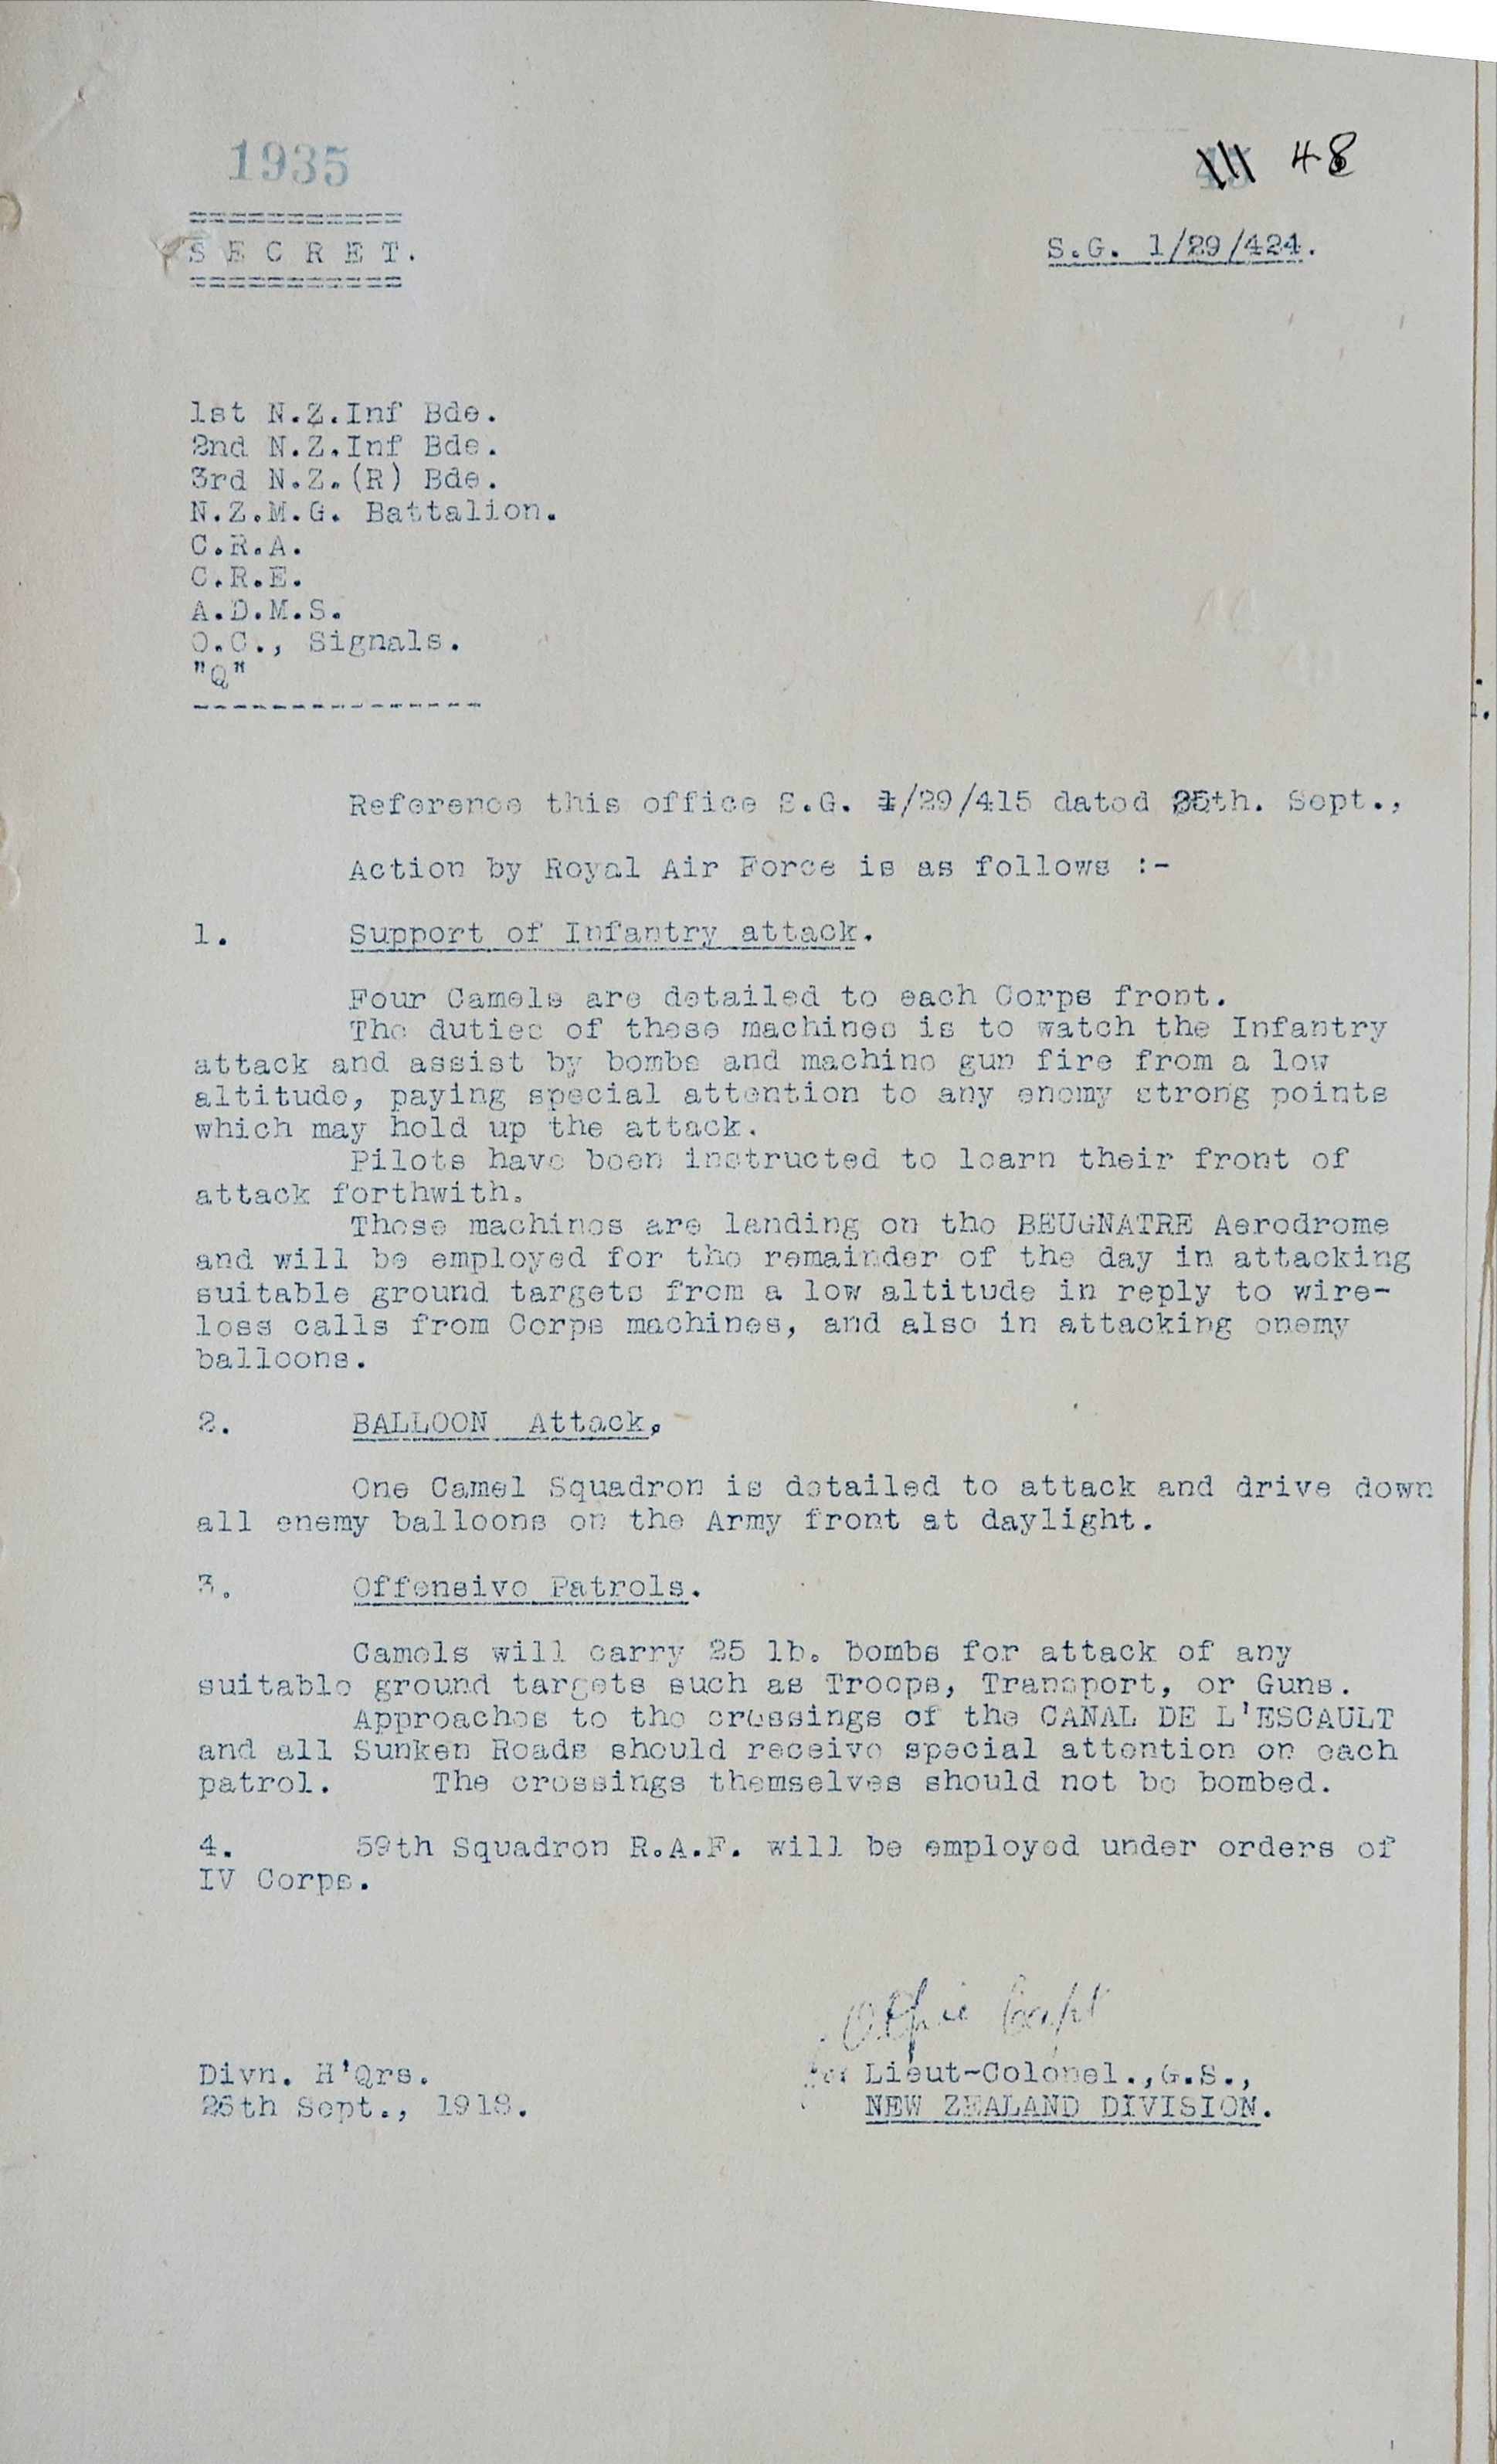 1935
48
SECRET.
S.G. 1/29/424.
1st N.Z.Inf Bde.
2nd N.Z.Inf Bde.
3rd N.Z.(R) Bde.
N.Z.M.G. Battalion.
C.R.A.
C.R.E.
A.D.M.S.
O.C., Signals.
"Q"
Reference this office S.G. 1/29/415 dated 25th. Sept.,
Action by Royal Air Force is as follows :-
1. Support of Infantry attack.
Four Camels are detailed to each Corps front.
The duties of these machines is to watch the Infantry
attack and assist by bombs and machine gun fire from a low
altitude, paying special attention to any enemy strong points
which may hold up the attack.
Pilots have been instructed to learn their front of
attack forthwith.
These machines are landing on the BEUGNATRE Aerodrome
and will be employed for the remainder of the day in attacking
suitable ground targets from a low altitude in reply to wire-
less calls from Corps machines, and also in attacking enemy
balloons.
2. BALLOON Attack.
One Camel Squadron is detailed to attack and drive down
all enemy balloons on the Army front at daylight.
3. Offensive Patrols.
Camels will carry 25 lb. bombs for attack of any
suitable ground targets such as Troops, Transport, or Guns.
Approaches to the crossings of the CANAL DE L'ESCAULT
and all Sunken Roads should receive special attention on each
patrol. The crossings themselves should not be bombed.
4. 59th Squadron R.A.F. will be employed under orders of
IV Corps.
Capt
Divn. H'Qrs. for Lieut-Colonel.,G.S.,
26th Sept., 1918. NEW ZEALAND DIVISION.